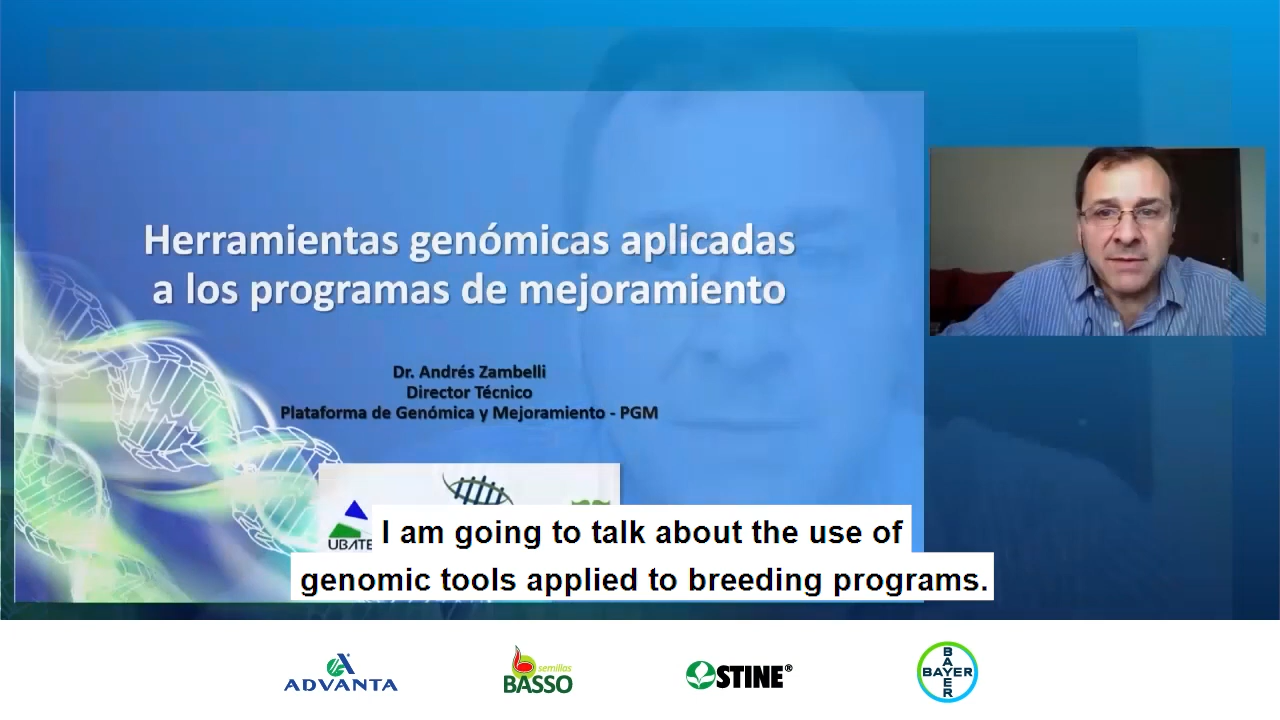 Herramientas genómicas aplicadas
a los programas de mejoramiento
Dr. Andrés Zambelli
Director Técnico
Plataforma de Genómica y Mejoramiento - PGM
UBATE
I am going to talk about the use of
genomic tools applied to breeding programs.
ADVANTA
semillas
BASSO
STINE®
BAYER
BAYER